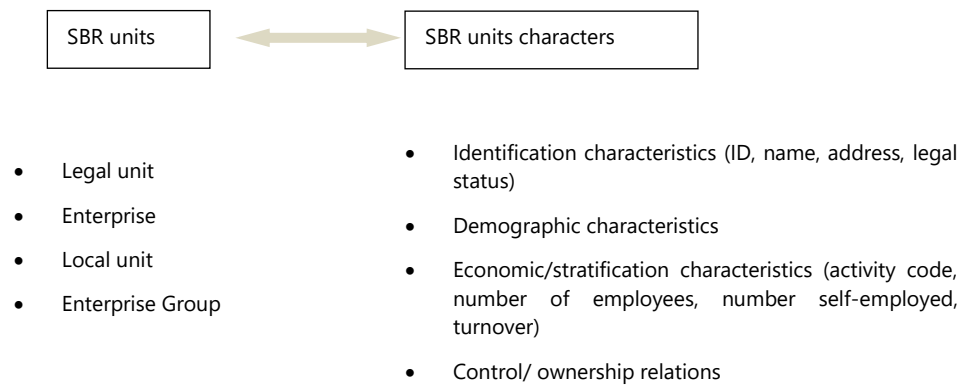 SBR units
SBR units characters
• Legal unit
• Enterprise
• Local unit
• Enterprise Group
• Identification characteristics (ID, name, address, legal
status)
• Demographic characteristics
• Economic/stratification characteristics (activity code,
number of employees, number self-employed,
turnover)
• Control/ ownership relations